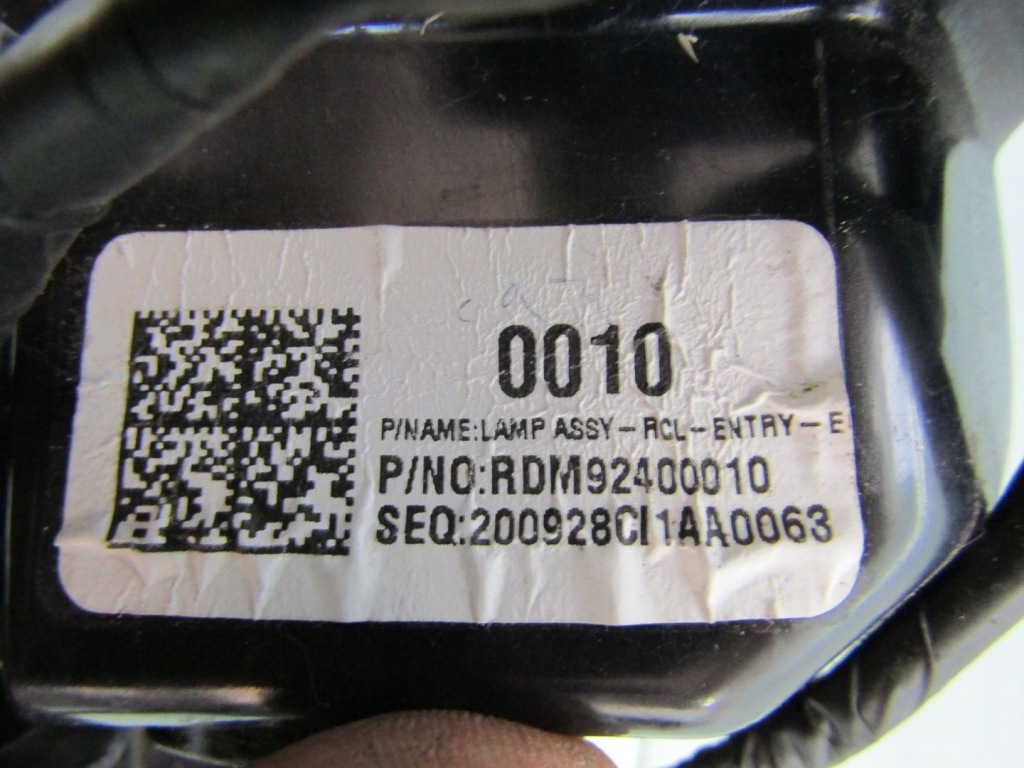 0010
P/NAME:LAMP ASSY-RCL-ENTRY-E
P/NO:RDM92400010
SEQ:200928CI1AA0063